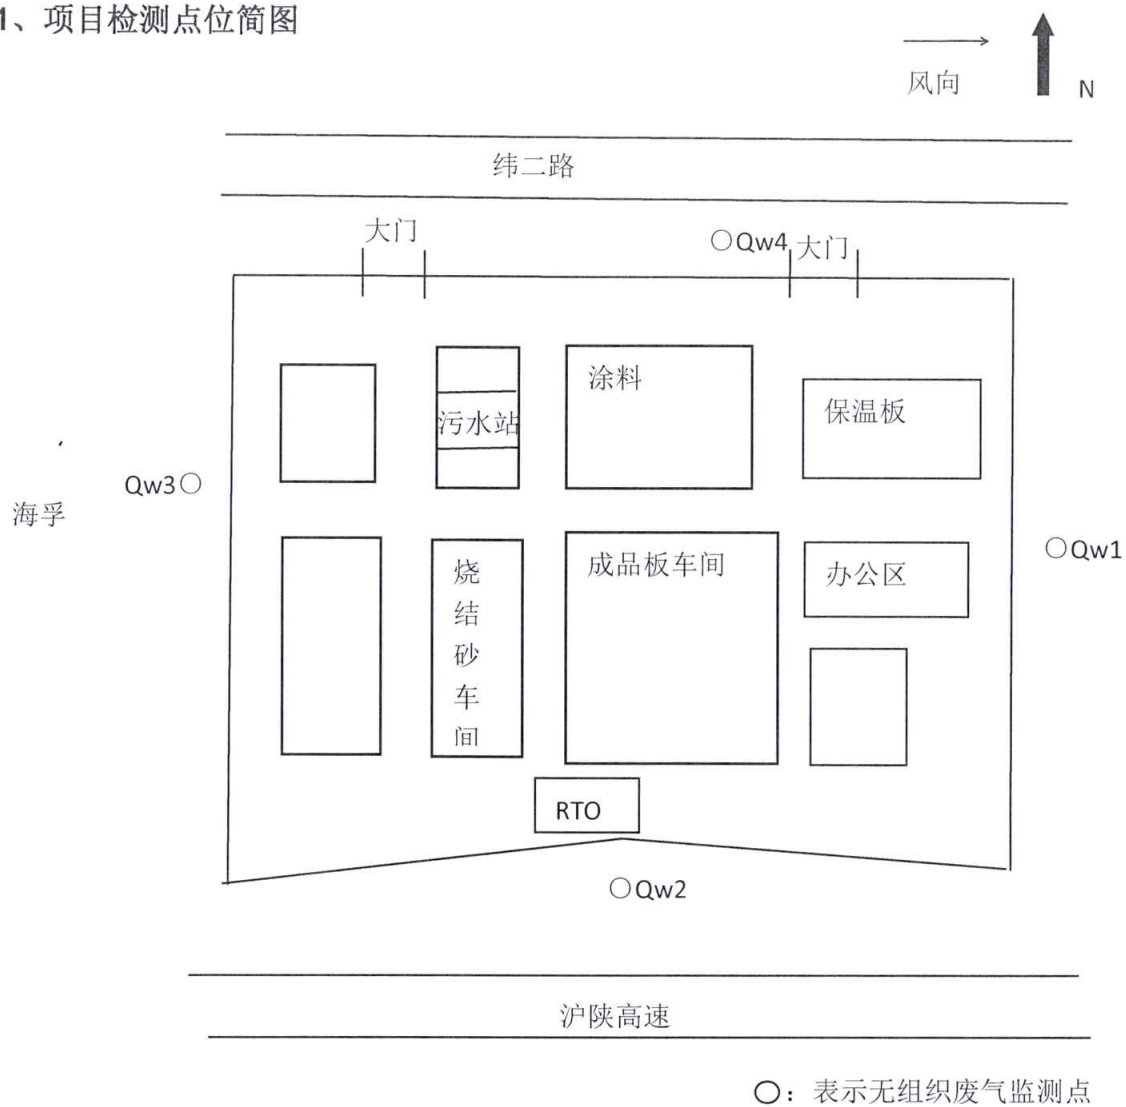 1、项目检测点位简图
风向
N
纬二路
大门
○Qw4
大门
涂料
保温板
污水站
Qw3○
海孚
○Qw1
烧结砂车间
成品板车间
办公区
RTO
○Qw2
沪陕高速
○：表示无组织废气监测点